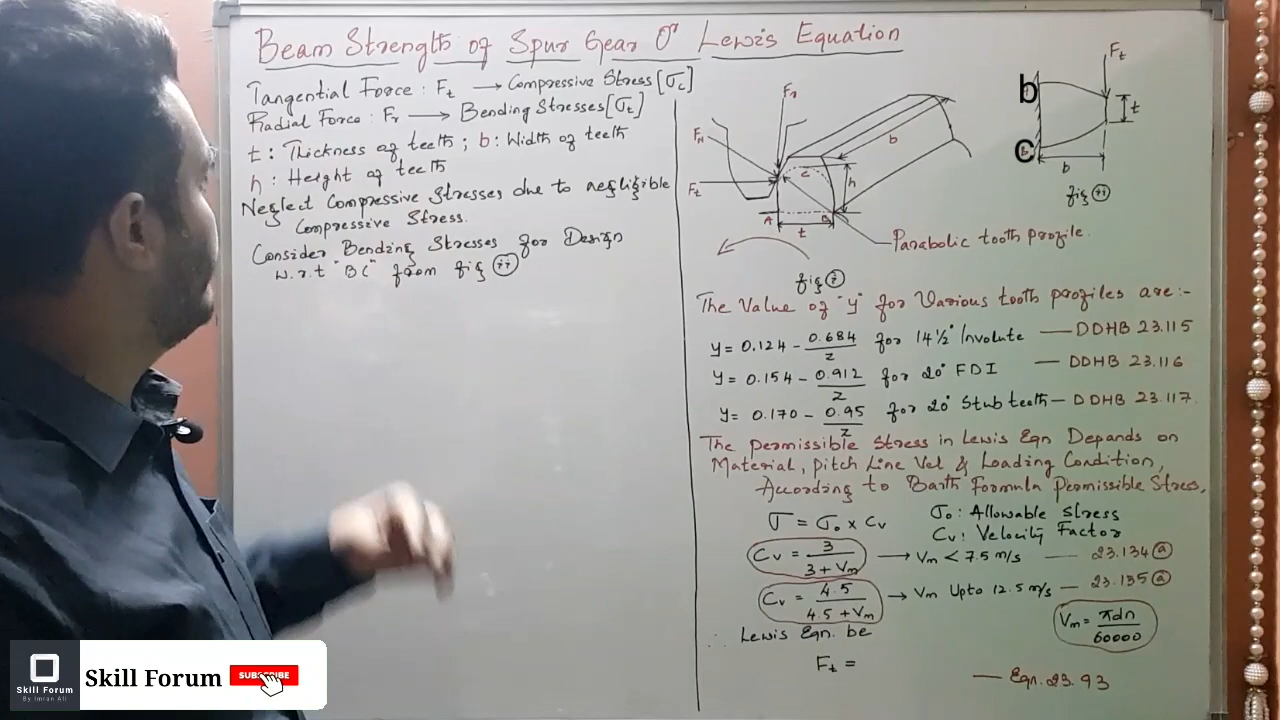 Beam Strength of Spur Gear Or Lewis Equation
Tangential Force : Ft → Compressive Stress [σc]
Radial Force : Fr → Bending Stresses [σt]
t : Thickness of teeth ; b : Width of teeth
h : Height of teeth
Neglect Compressive Stresses due to negligible
Compressive Stress.
Consider Bending Stresses for Design
w.r.t "BC" from fig (ii)
Fr
FN
Ft
A
B
C
b
h
t
Parabolic tooth profile.
fig (i)
Ft
b
C
t
b
fig (ii)
The Value of "y" for Various tooth profiles are:-
y = 0.124 - 0.684/z for 14½° Involute — DDHB 23.115
y = 0.154 - 0.912/z for 20° FDI — DDHB 23.116
y = 0.170 - 0.95/z for 20° Stub teeth — DDHB 23.117.
The Permissible Stress in Lewis Eqn Depends on
Material, Pitch Line Vel & Loading Condition,
According to Barth Formula Permissible Stress,
σ = σo x Cv σo : Allowable stress
Cv : Velocity Factor
Cv = 3/(3 + Vm) → Vm < 7.5 m/s — 23.134 (a)
Cv = 4.5/(4.5 + Vm) → Vm Upto 12.5 m/s — 23.135 (a)
Vm = πdn/60000
∴ Lewis Eqn. be
Ft =
— Eqn. 23.93
Skill Forum
By Imran Ali
Skill Forum
SUBSCRIBE